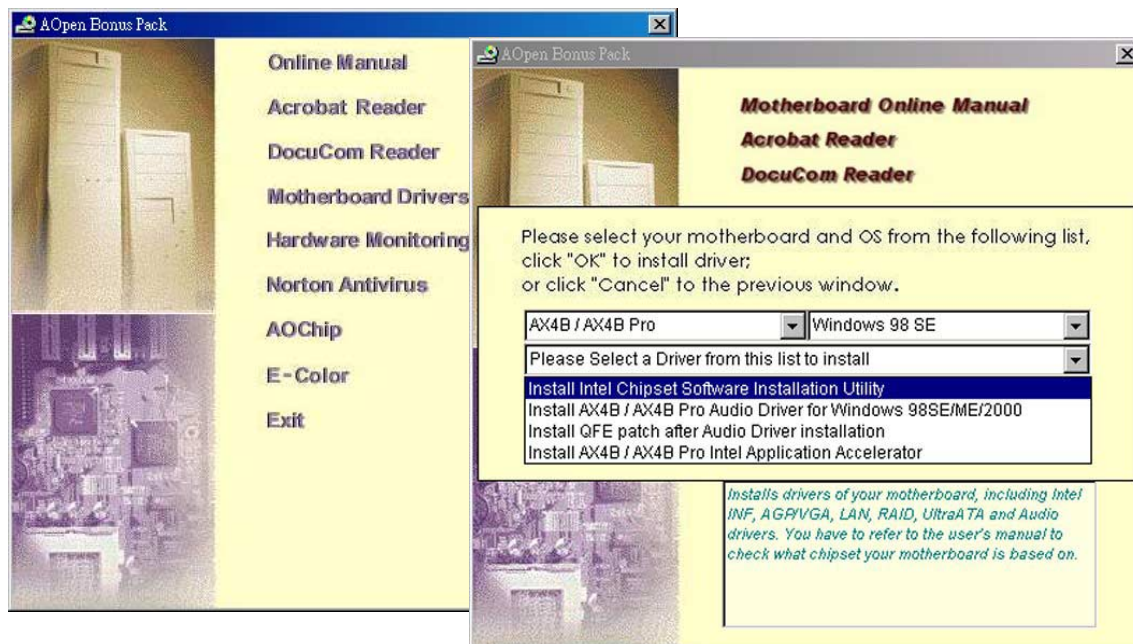 AOpen Bonus Pack
Online Manual
Acrobat Reader
DocuCom Reader
Motherboard Drivers
Hardware Monitoring
Norton Antivirus
AOChip
E-Color
Exit
AOpen Bonus Pack
Motherboard Online Manual
Acrobat Reader
DocuCom Reader
Please select your motherboard and OS from the following list,
click "OK" to install driver;
or click "Cancel" to the previous window.
AX4B / AX4B Pro
Windows 98 SE
Please Select a Driver from this list to install
Install Intel Chipset Software Installation Utility
Install AX4B / AX4B Pro Audio Driver for Windows 98SE/ME/2000
Install QFE patch after Audio Driver installation
Install AX4B / AX4B Pro Intel Application Accelerator
Installs drivers of your motherboard, including Intel
INF, AGP/VGA, LAN, RAID, UltraATA and Audio
drivers. You have to refer to the user's manual to
check what chipset your motherboard is based on.